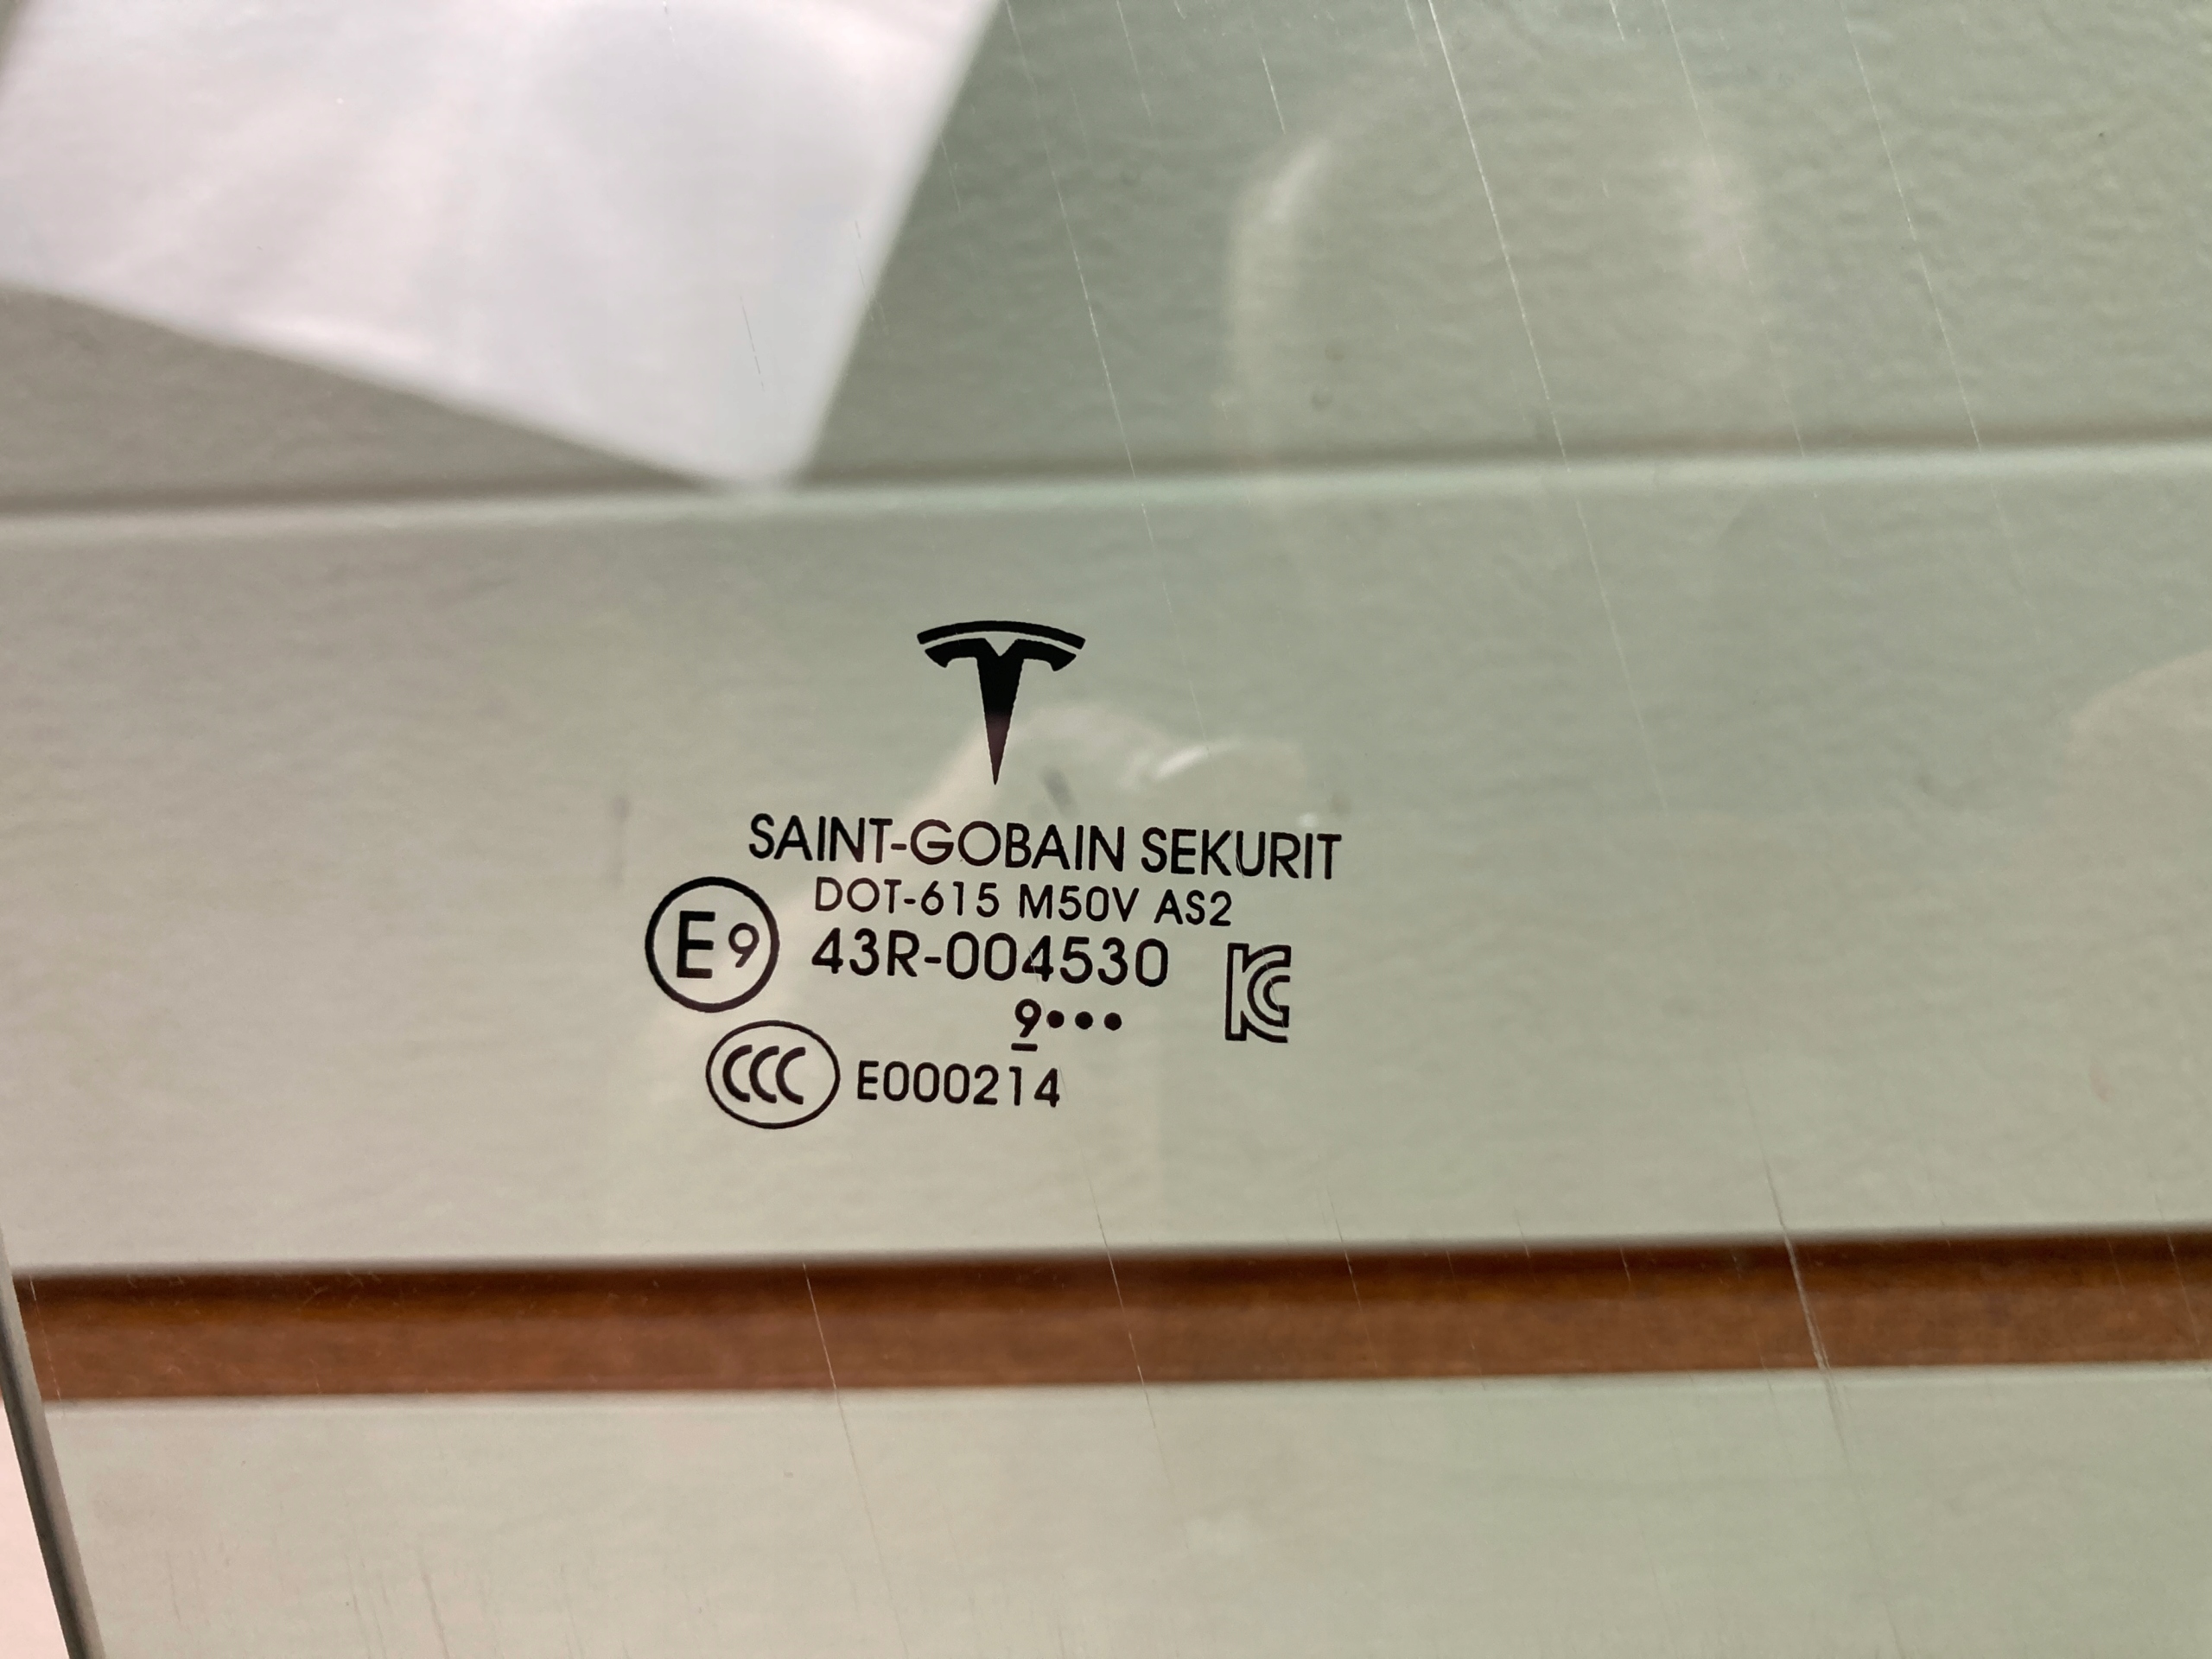 SAINT-GOBAIN SEKURIT
DOT-615 M50V AS2
E9 43R-004530
9•••
CCC E000214